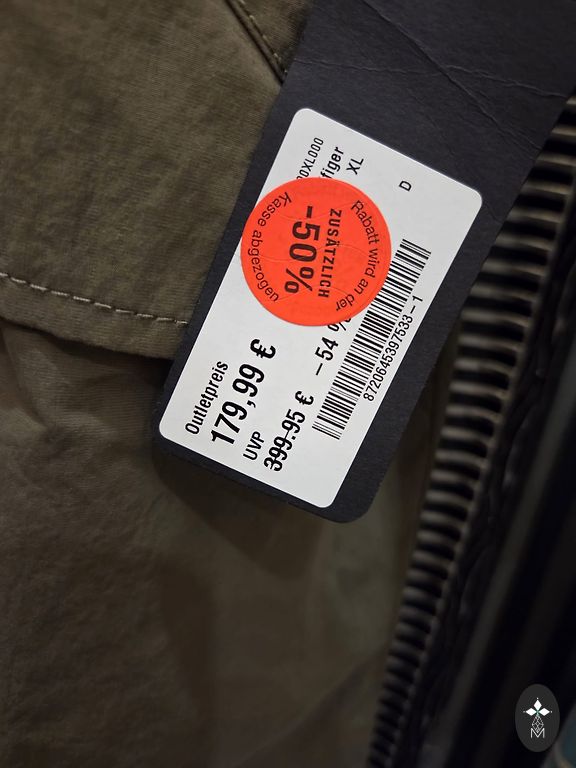 00XL000
figer
XL
D
Rabatt wird an der
ZUSÄTZLICH
-50%
Kasse abgezogen
Outletpreis
179,99 €
UVP
399.95 € -54 %
8720645397533-1
M